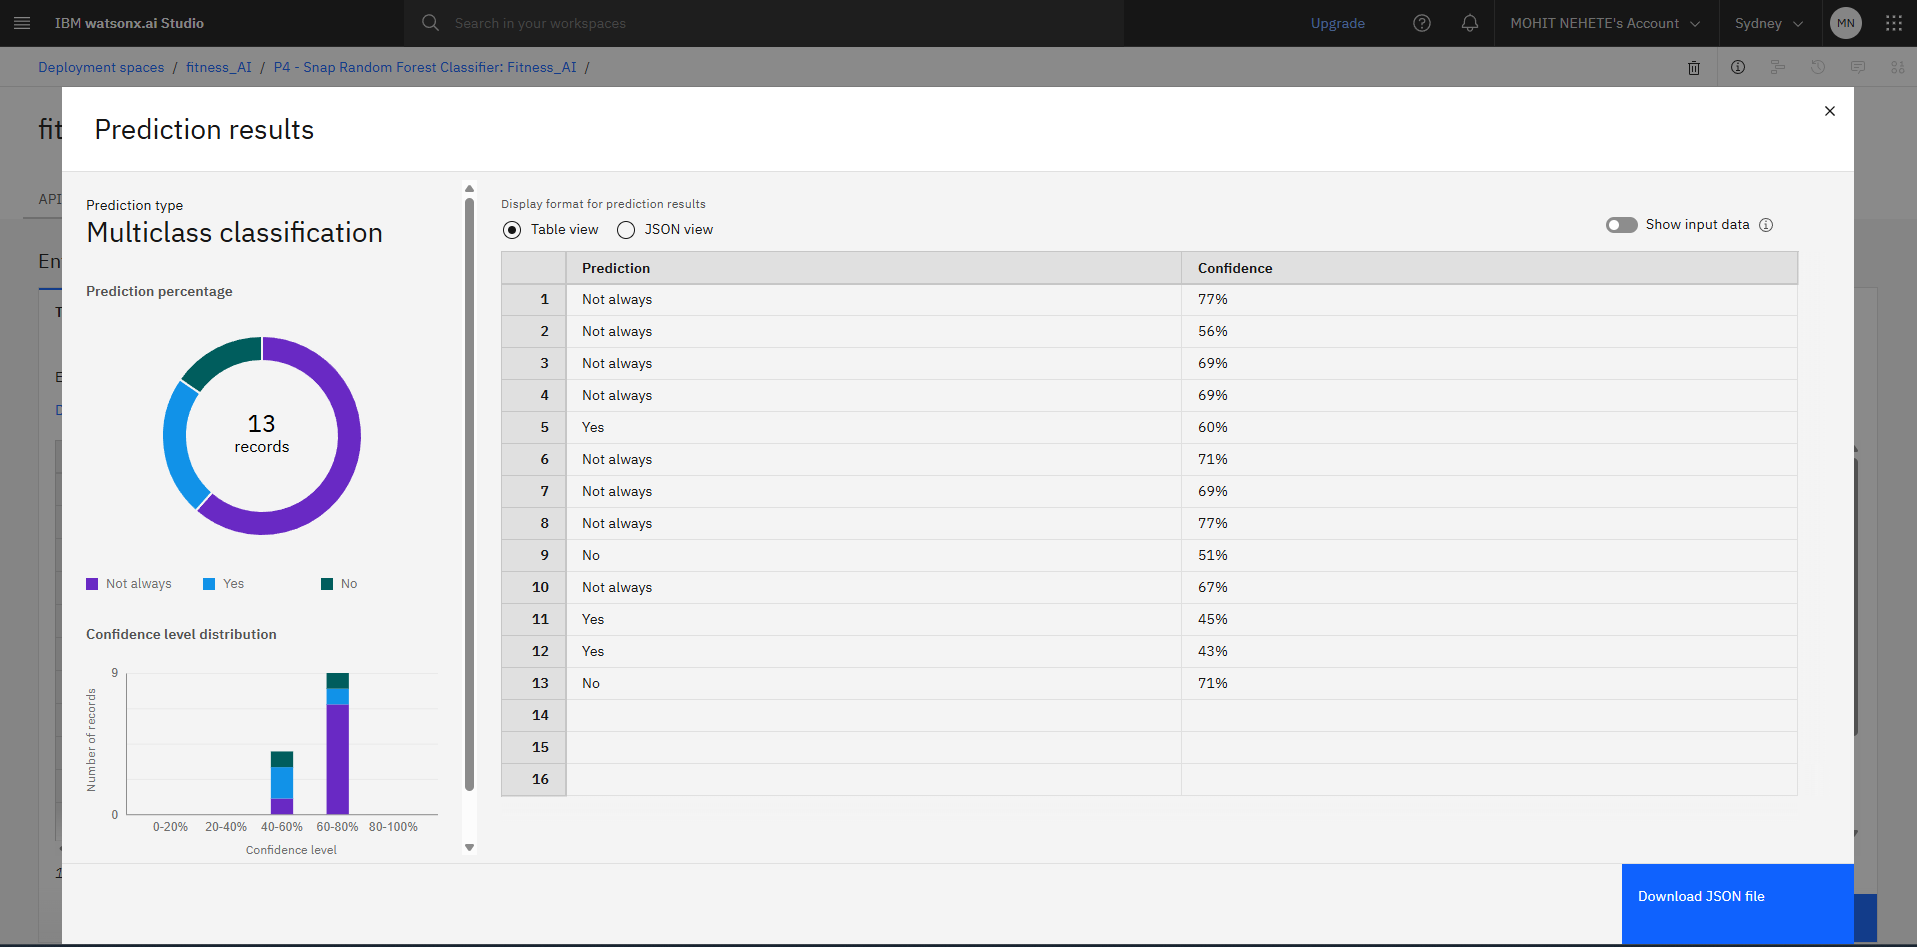 IBM watsonx.ai Studio
Search in your workspaces
Upgrade
MOHIT NEHETE's Account
Sydney
MN
Deployment spaces / fitness_AI / P4 - Snap Random Forest Classifier: Fitness_AI /
fit
Prediction results
API
En
Prediction type
Multiclass classification
Prediction percentage
13
records
Not always
Yes
No
Confidence level distribution
9
Number of records
0
0-20% 20-40% 40-60% 60-80% 80-100%
Confidence level
Display format for prediction results
Table view JSON view
Show input data
Prediction Confidence
1 Not always 77%
2 Not always 56%
3 Not always 69%
4 Not always 69%
5 Yes 60%
6 Not always 71%
7 Not always 69%
8 Not always 77%
9 No 51%
10 Not always 67%
11 Yes 45%
12 Yes 43%
13 No 71%
14
15
16
Download JSON file